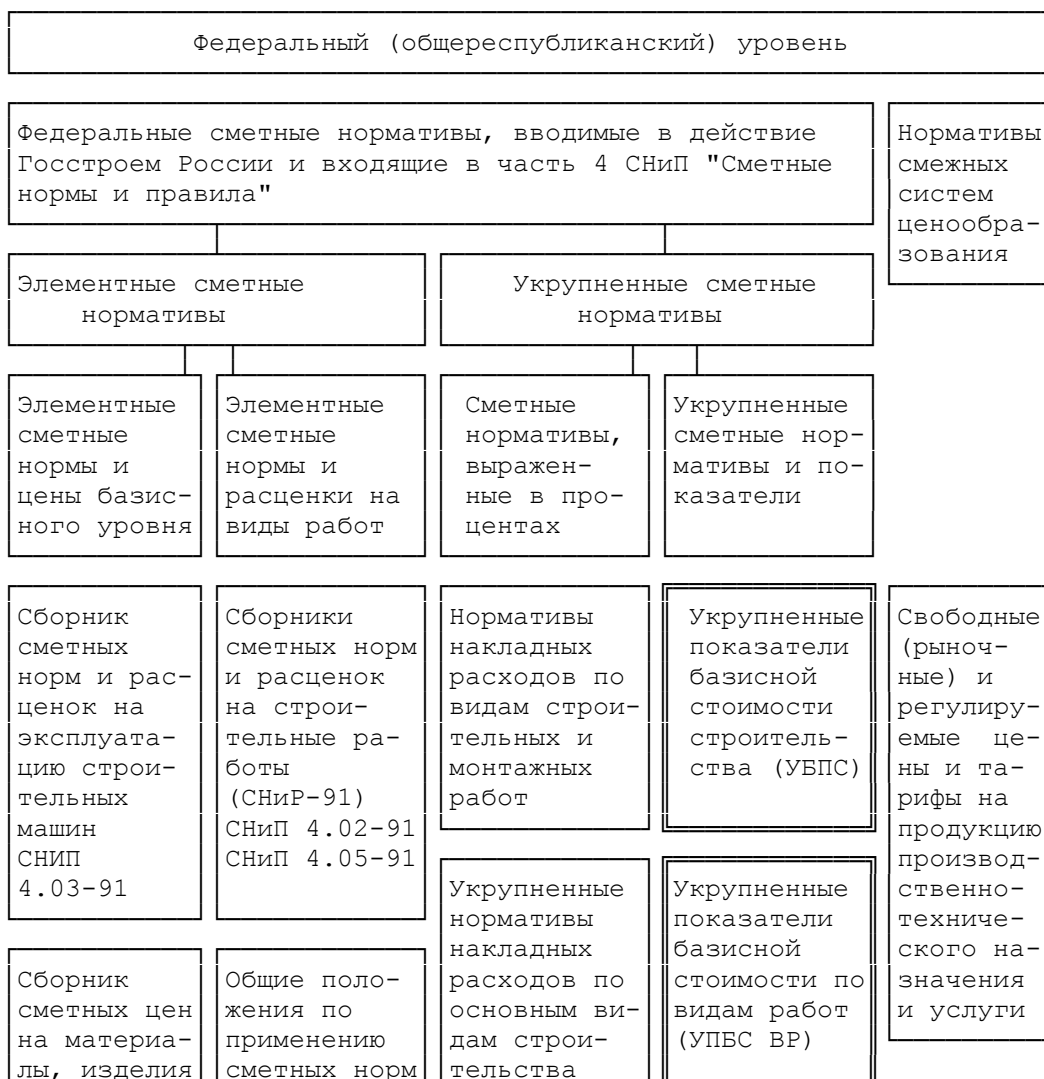 Федеральный (общереспубликанский) уровень
Федеральные сметные нормативы, вводимые в действие
Госстроем России и входящие в часть 4 СНиП "Сметные
нормы и правила"
Нормативы
смежных
систем
ценообра-
зования
Элементные сметные
нормативы
Укрупненные сметные
нормативы
Элементные
сметные
нормы и
цены базис-
ного уровня
Элементные
сметные
нормы и
расценки на
виды работ
Сметные
нормативы,
выражен-
ные в про-
центах
Укрупненные
сметные нор-
мативы и по-
казатели
Сборник
сметных
норм и рас-
ценок на
эксплуата-
цию строи-
тельных
машин
СНИП
4.03-91
Сборники
сметных норм
и расценок
на строи-
тельные ра-
боты
(СНиР-91)
СНиП 4.02-91
СНиП 4.05-91
Нормативы
накладных
расходов по
видам строи-
тельных и
монтажных
работ
Укрупненные
показатели
базисной
стоимости
строитель-
ства (УБПС)
Свободные
(рыноч-
ные) и
регулиру-
емые це-
ны и та-
рифы на
продукцию
производ-
ственно-
техниче-
ского на-
значения
и услуги
Укрупненные
нормативы
накладных
расходов по
основным ви-
дам строи-
тельства
Укрупненные
показатели
базисной
стоимости по
видам работ
(УПБС ВР)
Сборник
сметных цен
на материа-
лы, изделия
Общие поло-
жения по
применению
сметных норм